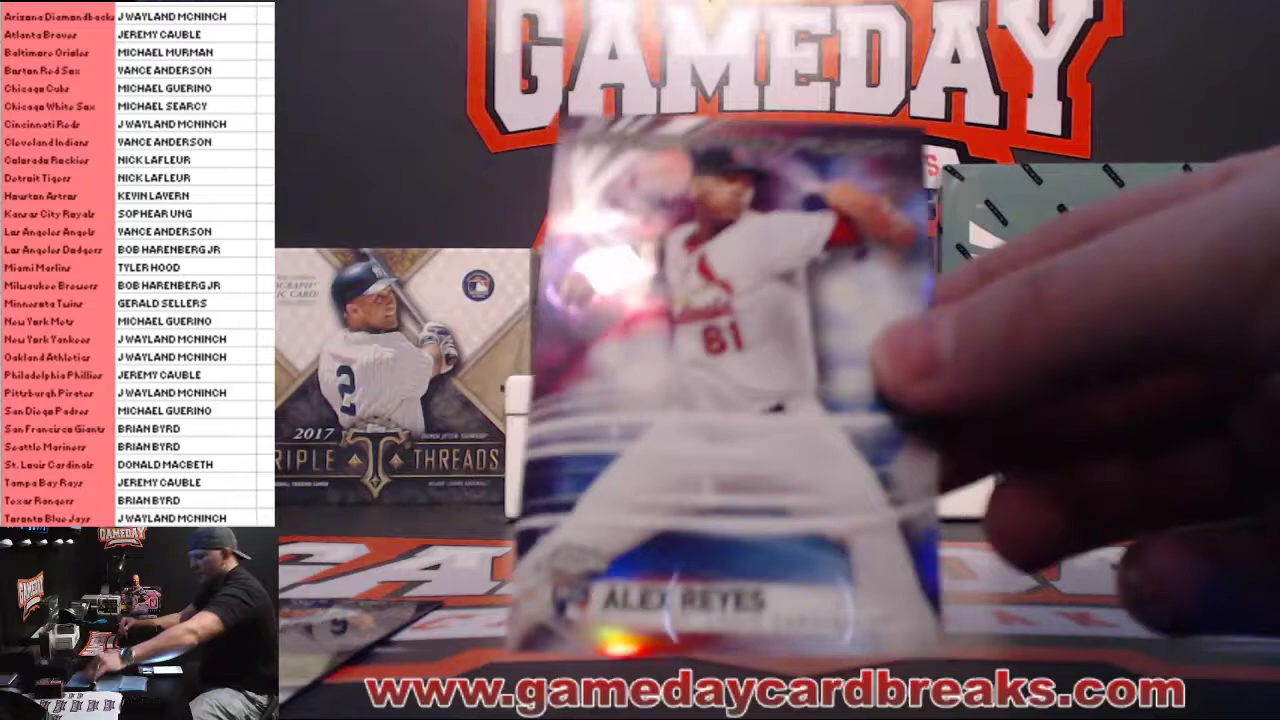 Arizona Diamondbacks J WAYLAND MCNINCH
Atlanta Braves JEREMY CAUBLE
Baltimore Orioles MICHAEL MURMAN
Boston Red Sox VANCE ANDERSON
Chicago Cubs MICHAEL GUERINO
Chicago White Sox MICHAEL SEARCY
Cincinnati Reds J WAYLAND MCNINCH
Cleveland Indians VANCE ANDERSON
Colorado Rockies NICK LAFLEUR
Detroit Tigers NICK LAFLEUR
Houston Astros KEVIN LAVERN
Kansas City Royals SOPHEAR UNG
Los Angeles Angels VANCE ANDERSON
Los Angeles Dodgers BOB HARENBERG JR
Miami Marlins TYLER HOOD
Milwaukee Brewers BOB HARENBERG JR
Minnesota Twins GERALD SELLERS
New York Mets MICHAEL GUERINO
New York Yankees J WAYLAND MCNINCH
Oakland Athletics J WAYLAND MCNINCH
Philadelphia Phillies JEREMY CAUBLE
Pittsburgh Pirates J WAYLAND MCNINCH
San Diego Padres MICHAEL GUERINO
San Francisco Giants BRIAN BYRD
Seattle Mariners BRIAN BYRD
St. Louis Cardinals DONALD MACBETH
Tampa Bay Rays JEREMY CAUBLE
Texas Rangers BRIAN BYRD
Toronto Blue Jays J WAYLAND MCNINCH
GAMEDAY
2
2017
RIPLE THREADS
61
ALEX REYES
9
GAMEDAY
GAMEDAY
www.gamedaycardbreaks.com